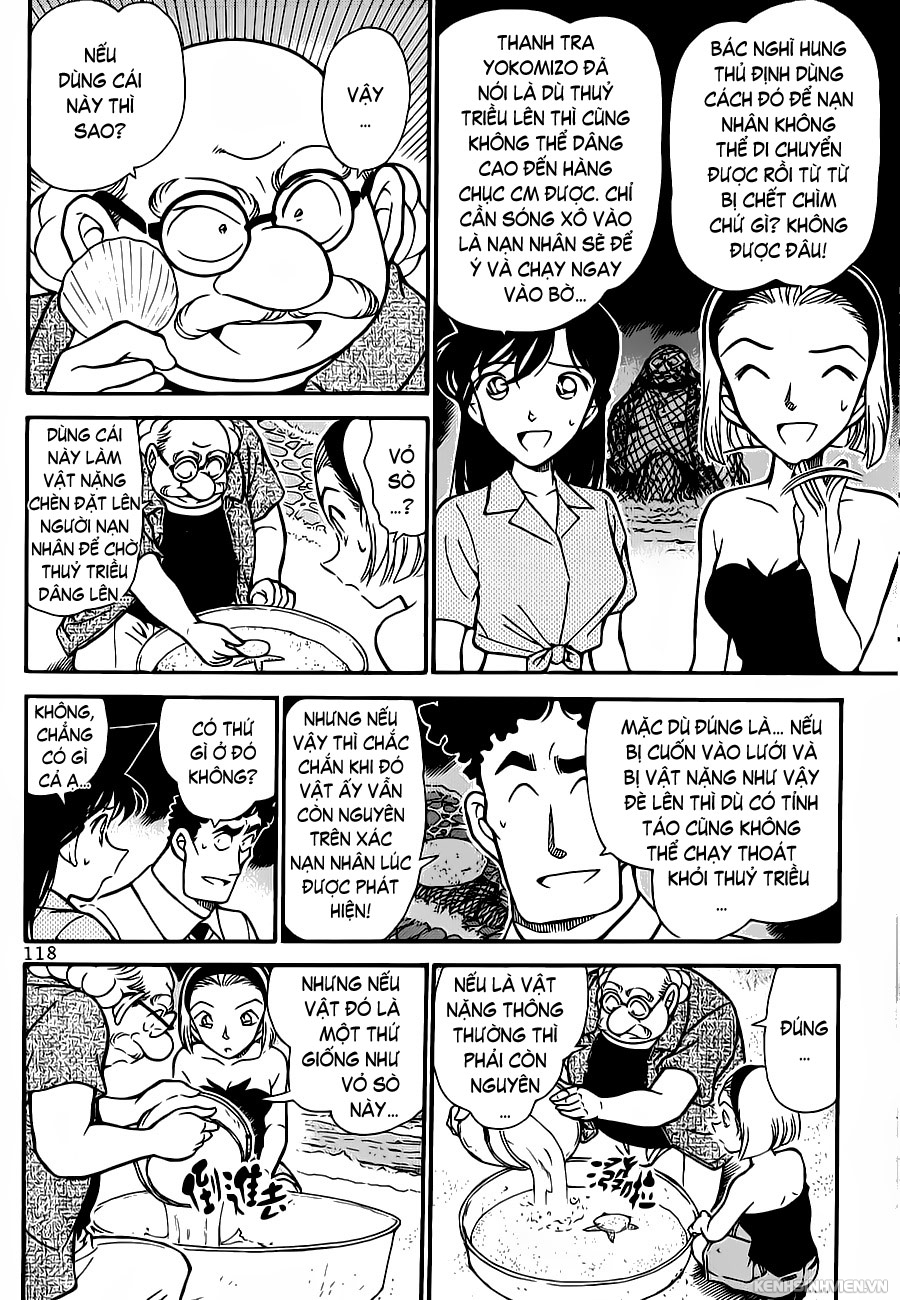 BÁC NGHĨ HUNG
THỦ ĐỊNH DÙNG
CÁCH ĐÓ ĐỂ NẠN
NHÂN KHÔNG
THỂ DI CHUYỂN
ĐƯỢC RỒI TỪ TỪ
BỊ CHẾT CHÌM
CHỨ GÌ? KHÔNG
ĐƯỢC ĐÂU!
THANH TRA
YOKOMIZO ĐÃ
NÓI LÀ DÙ THUỶ
TRIỀU LÊN THÌ CŨNG
KHÔNG THỂ DÂNG
CAO ĐẾN HÀNG
CHỤC CM ĐƯỢC. CHỈ
CẦN SÓNG XÔ VÀO
LÀ NẠN NHÂN SẼ ĐỂ
Ý VÀ CHẠY NGAY
VÀO BỜ...
VẬY
...
NẾU
DÙNG CÁI
NÀY THÌ
SAO?
VỎ
SÒ
...?
DÙNG CÁI
NÀY LÀM
VẬT NẶNG
CHÈN ĐẶT LÊN
NGƯỜI NẠN
NHÂN ĐỂ CHỜ
THUỶ TRIỀU
DÂNG LÊN...
MẶC DÙ ĐÚNG LÀ... NẾU
BỊ CUỐN VÀO LƯỚI VÀ
BỊ VẬT NẶNG NHƯ VẬY
ĐÈ LÊN THÌ DÙ CÓ TỈNH
TÁO CŨNG KHÔNG
THỂ CHẠY THOÁT
KHỎI THUỶ TRIỀU
...
NHƯNG NẾU
VẬY THÌ CHẮC
CHẮN KHI ĐÓ
VẬT ẤY VẪN
CÒN NGUYÊN
TRÊN XÁC
NẠN NHÂN LÚC
ĐƯỢC PHÁT
HIỆN!
CÓ THỨ
GÌ Ở ĐÓ
KHÔNG?
KHÔNG,
CHẲNG
CÓ GÌ
CẢ Ạ...
118
ĐÚNG
...
NẾU LÀ VẬT
NẶNG THÔNG
THƯỜNG THÌ
PHẢI CÒN
NGUYÊN
...
NHƯNG NẾU
VẬT ĐÓ LÀ
MỘT THỨ
GIỐNG NHƯ
VỎ SÒ
NÀY...
倒進去
KENHSINHVIEN.VN